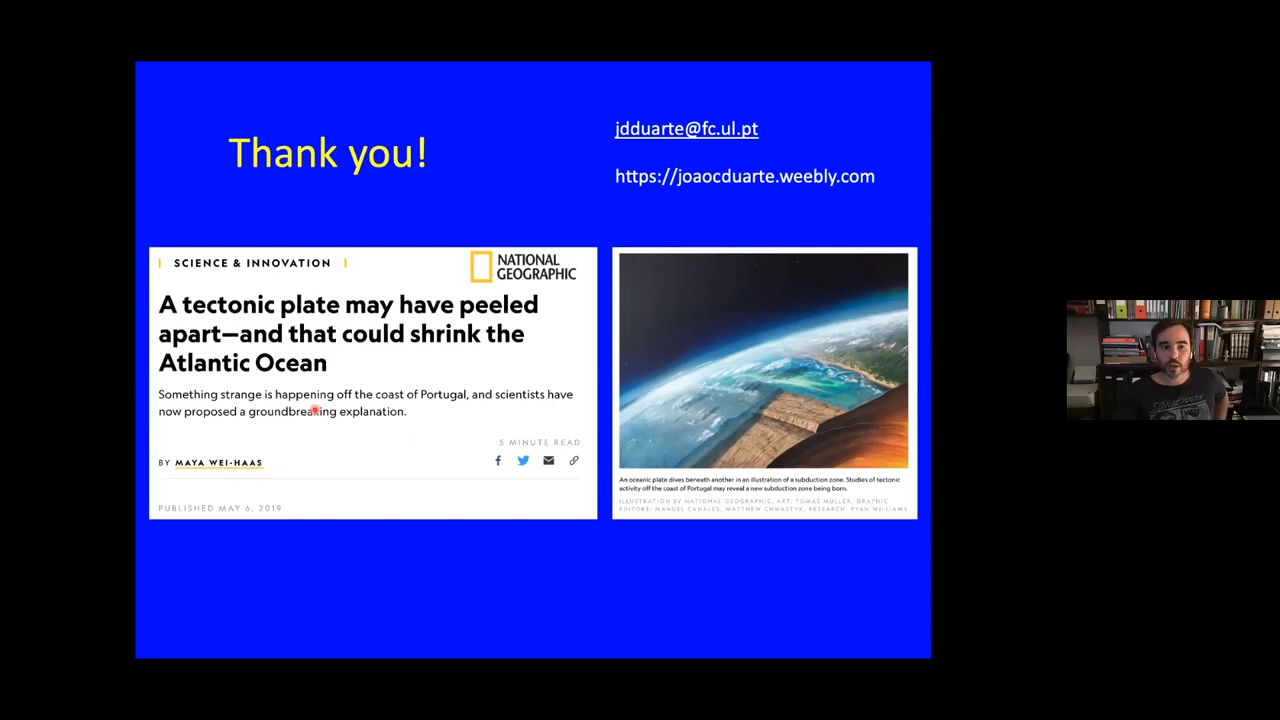 Thank you!
jdduarte@fc.ul.pt
https://joaocduarte.weebly.com
SCIENCE & INNOVATION
NATIONAL
GEOGRAPHIC
A tectonic plate may have peeled
apart—and that could shrink the
Atlantic Ocean
Something strange is happening off the coast of Portugal, and scientists have
now proposed a groundbreaking explanation.
5 MINUTE READ
BY MAYA WEI-HAAS
PUBLISHED MAY 6, 2019
An oceanic plate dives beneath another in an illustration of a subduction zone. Studies of tectonic
activity off the coast of Portugal may reveal a new subduction zone being born.
ILLUSTRATION BY NATIONAL GEOGRAPHIC, ART: TOMÁŠ MÜLLER, GRAPHIC
EDITORS: MANUEL CANALES, MATTHEW CHWASTYK, RESEARCH: RYAN WILLIAMS
SONIC YOUTH